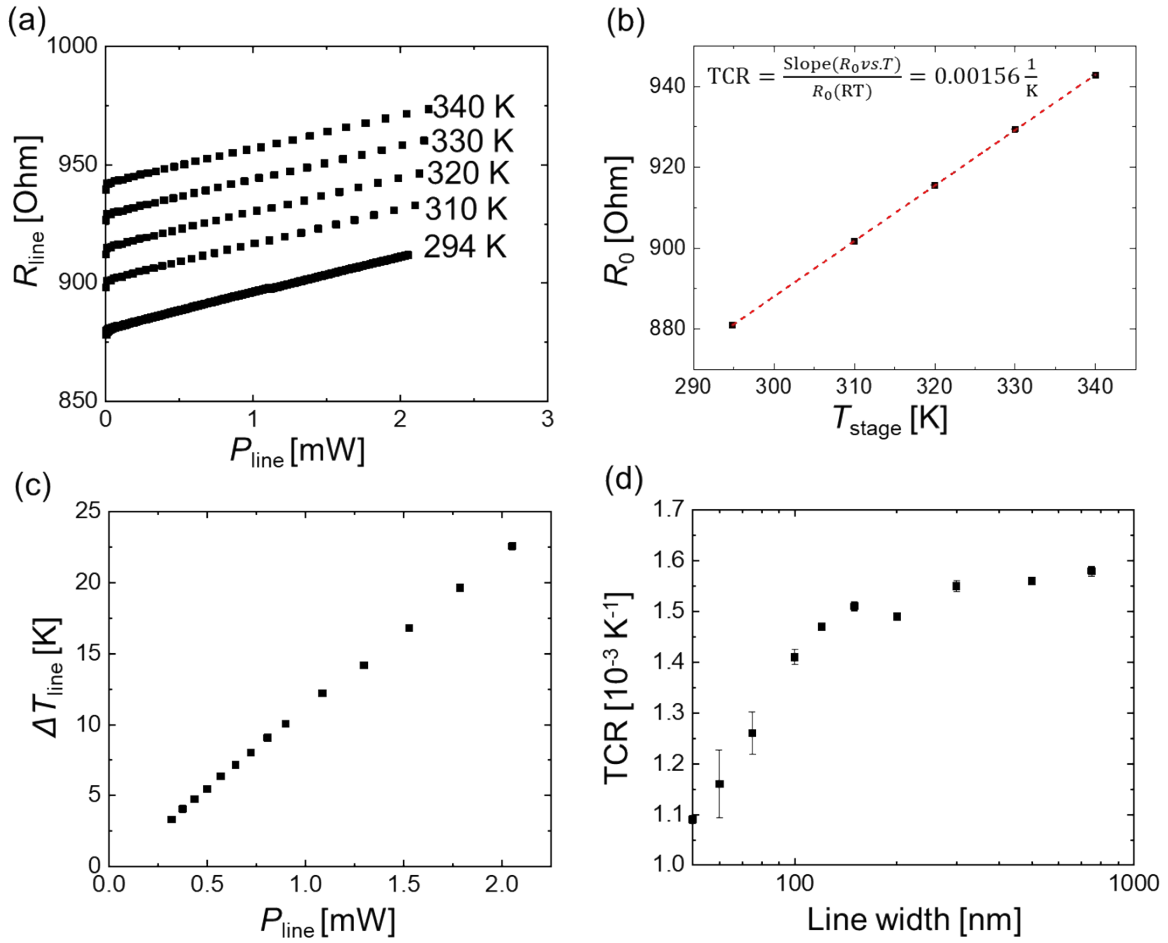 (a)
1000
950
900
850
R_line [Ohm]
340 K
330 K
320 K
310 K
294 K
0 1 2 3
P_line [mW]
(b)
TCR = Slope(R_0 vs.T) / R_0(RT) = 0.00156 1/K
940
920
900
880
R_0 [Ohm]
290 300 310 320 330 340
T_stage [K]
(c)
25
20
15
10
5
0
ΔT_line [K]
0.0 0.5 1.0 1.5 2.0
P_line [mW]
(d)
1.7
1.6
1.5
1.4
1.3
1.2
1.1
1.0
TCR [10⁻³ K⁻¹]
100 1000
Line width [nm]